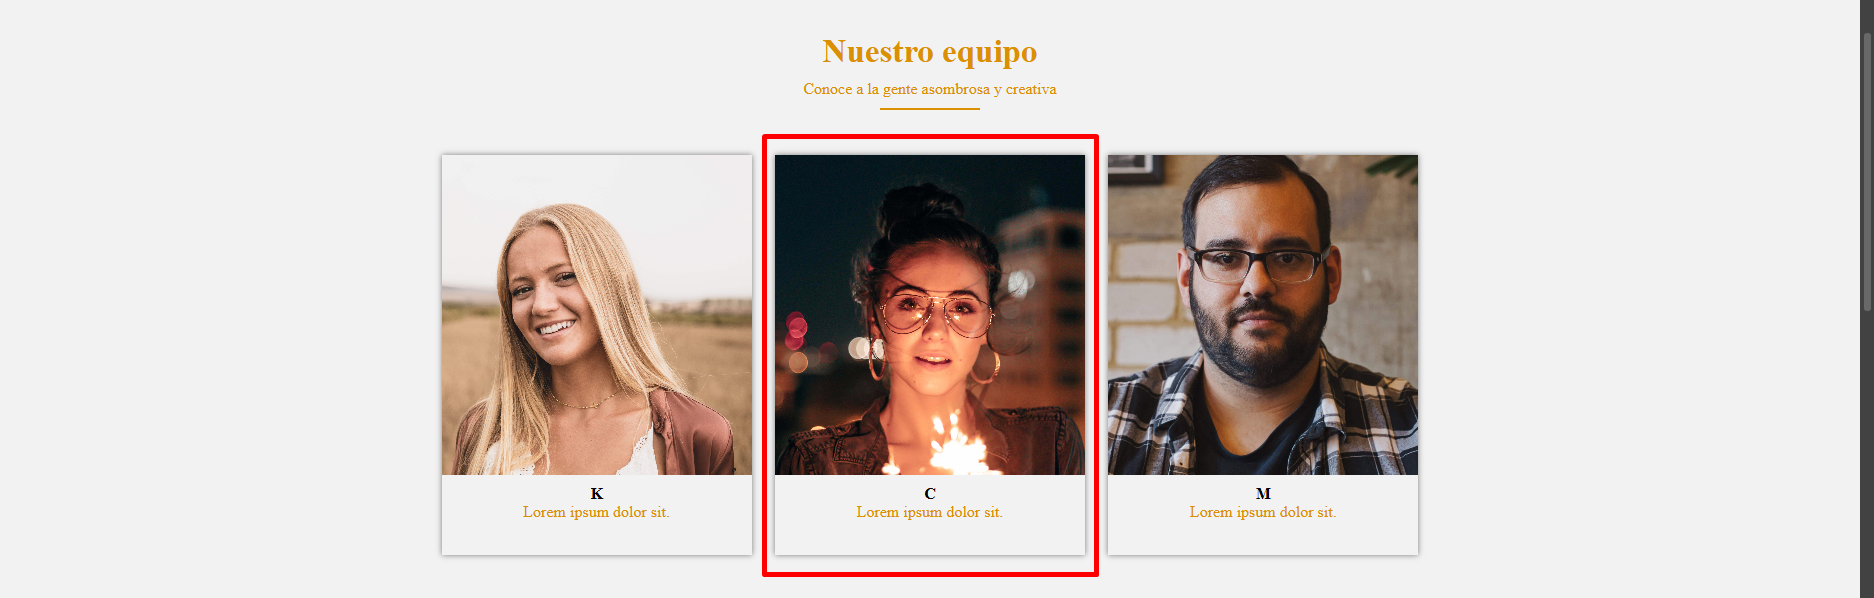 Nuestro equipo
Conoce a la gente asombrosa y creativa
K
Lorem ipsum dolor sit.
C
Lorem ipsum dolor sit.
M
Lorem ipsum dolor sit.